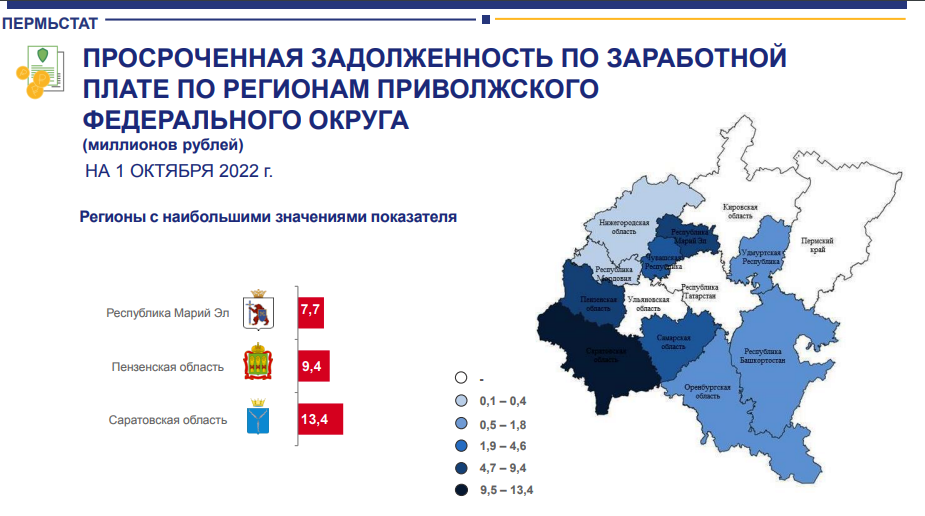 ПЕРМЬСТАТ
ПРОСРОЧЕННАЯ ЗАДОЛЖЕННОСТЬ ПО ЗАРАБОТНОЙ
ПЛАТЕ ПО РЕГИОНАМ ПРИВОЛЖСКОГО
ФЕДЕРАЛЬНОГО ОКРУГА
(миллионов рублей)
НА 1 ОКТЯБРЯ 2022 г.
Регионы с наибольшими значениями показателя
Республика Марий Эл
7,7
Пензенская область
9,4
Саратовская область
13,4
-
0,1 – 0,4
0,5 – 1,8
1,9 – 4,6
4,7 – 9,4
9,5 – 13,4
Кировская
область
Нижегородская
область
Республика
Марий Эл
Пермский
край
Удмуртская
Республика
Чувашская
Республика
Республика
Мордовия
Республика
Татарстан
Пензенская
область
Ульяновская
область
Самарская
область
Саратовская
область
Республика
Башкортостан
Оренбургская
область